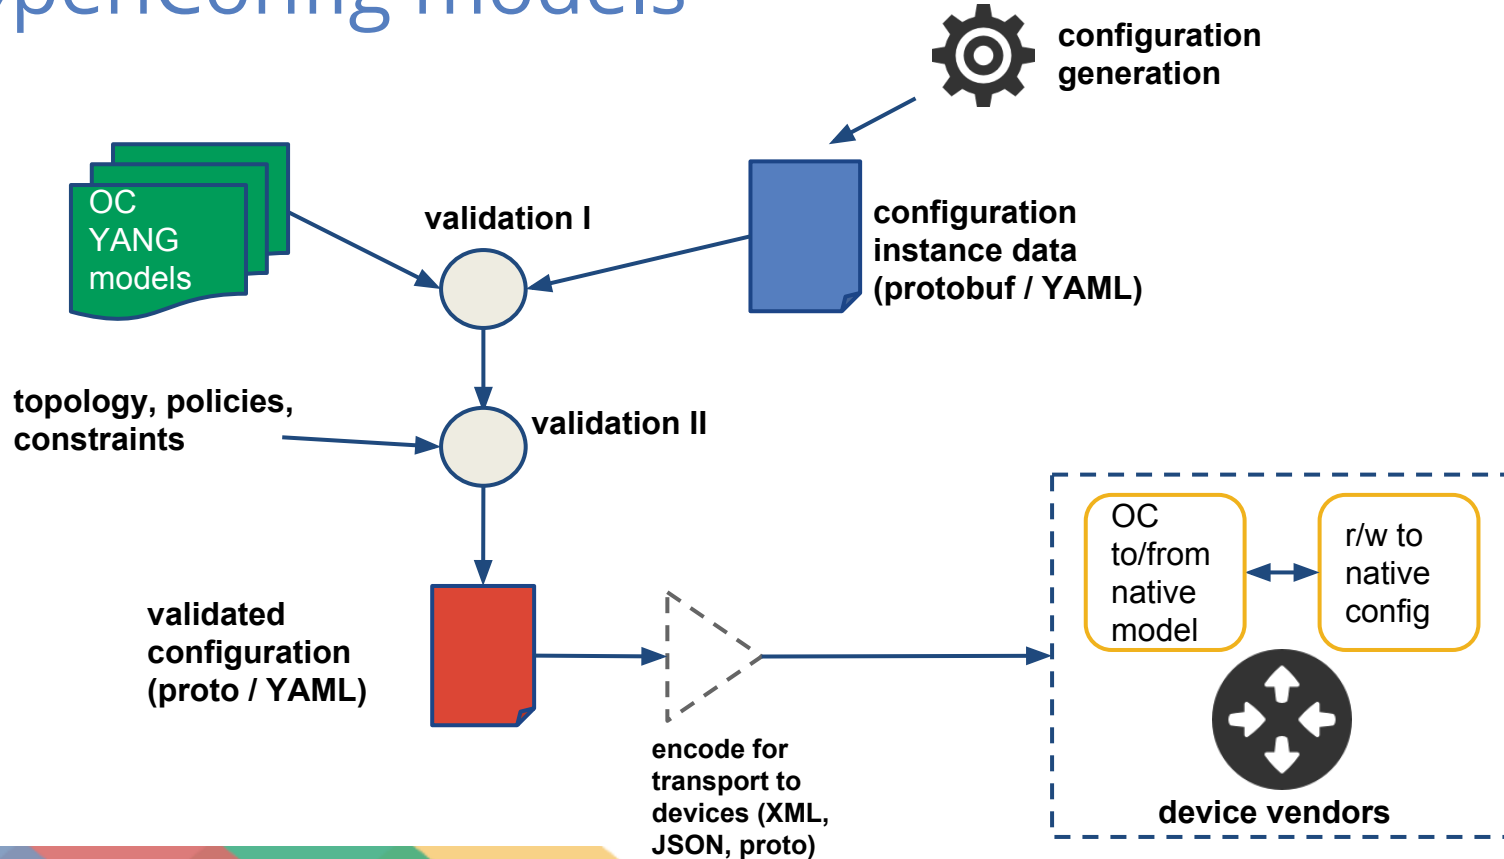 OpenConfig models
configuration
generation
OC
YANG
models
validation I
configuration
instance data
(protobuf / YAML)
topology, policies,
constraints
validation II
OC
to/from
native
model
r/w to
native
config
validated
configuration
(proto / YAML)
encode for
transport to
devices (XML,
JSON, proto)
device vendors